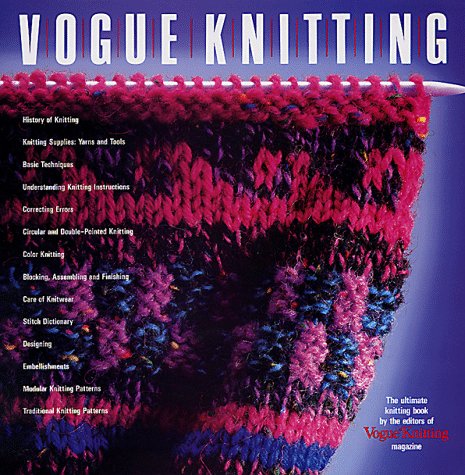 VOGUE KNITTING
History of Knitting
Knitting Supplies: Yarns and Tools
Basic Techniques
Understanding Knitting Instructions
Correcting Errors
Circular and Double-Pointed Knitting
Color Knitting
Blocking, Assembling and Finishing
Care of Knitwear
Stitch Dictionary
Designing
Embellishments
Modular Knitting Patterns
Traditional Knitting Patterns
The ultimate
knitting book
by the editors of
Vogue Knitting
magazine